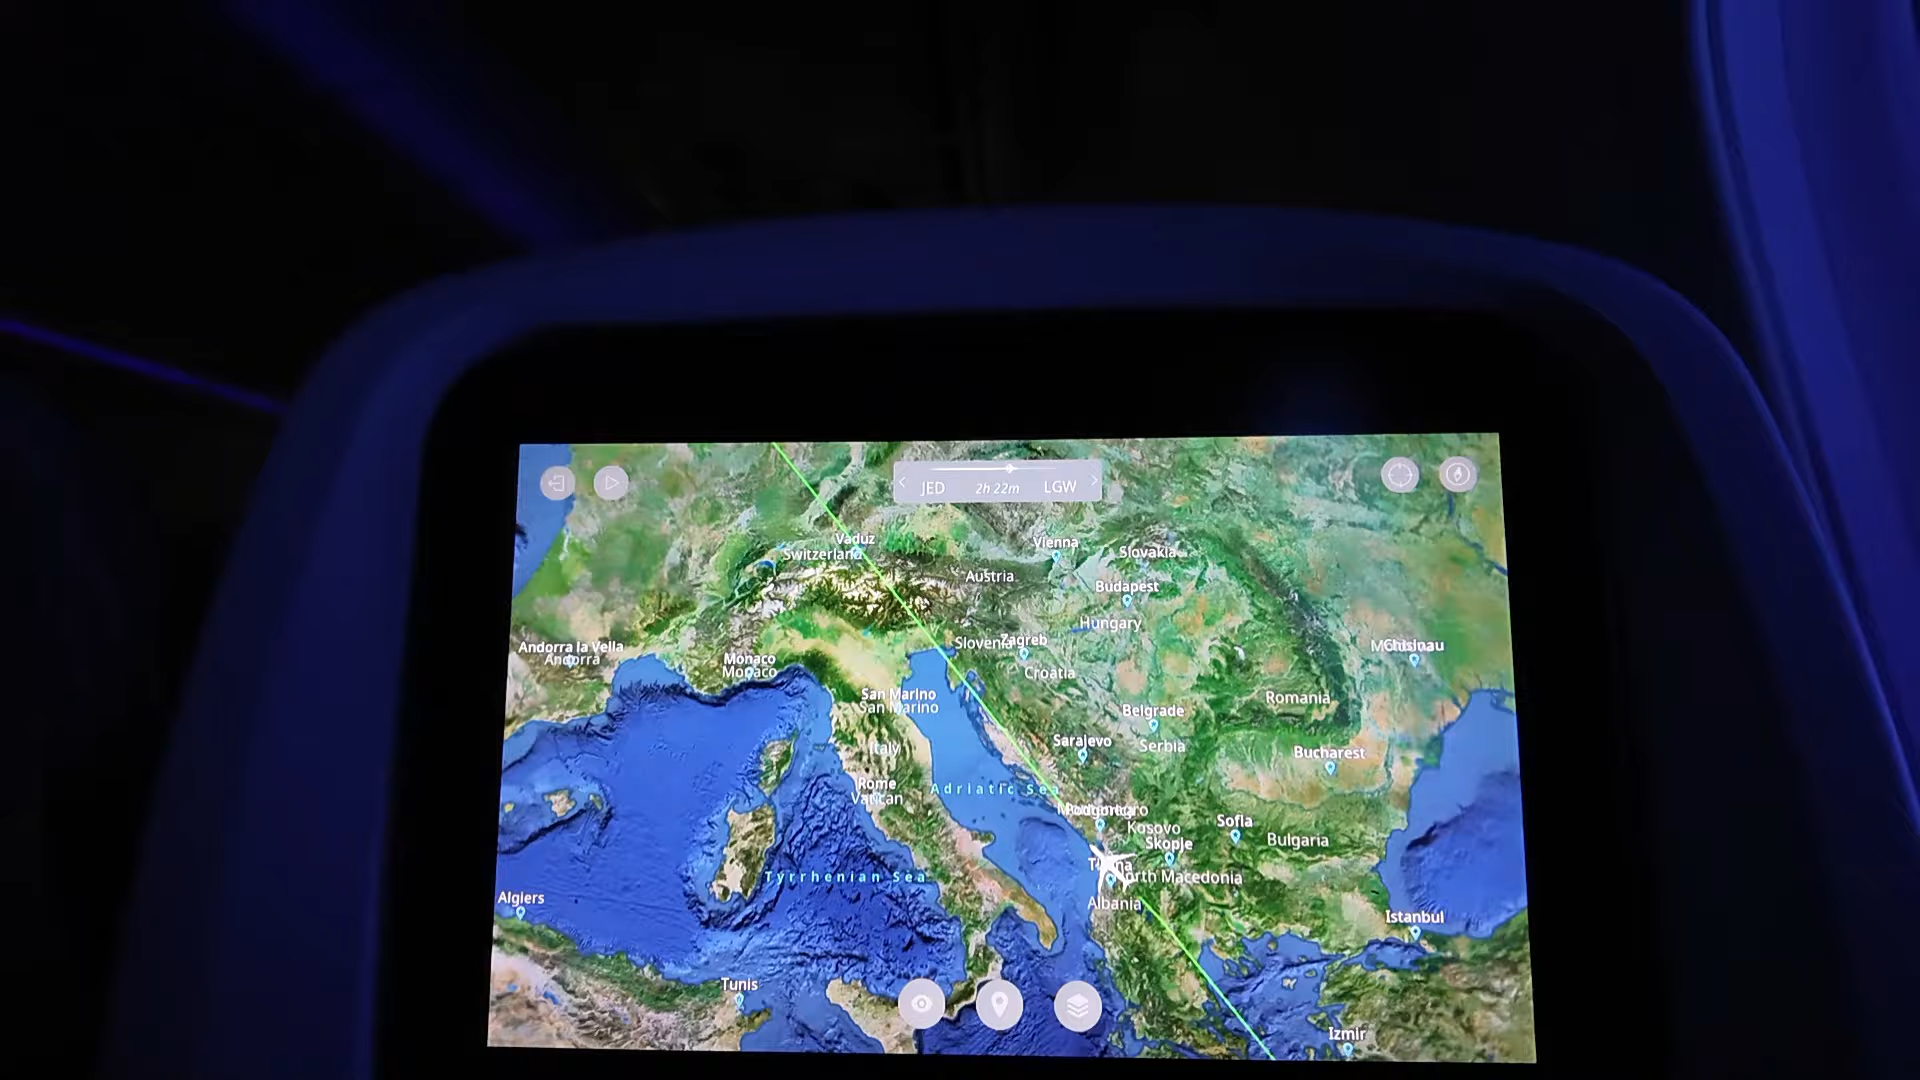 JED 2h 22m LGW
Vaduz
Switzerland
Vienna
Slovakia
Austria
Budapest
Hungary
Andorra la Vella
Andorra
Slovenia
Zagreb
Chisinau
Monaco
Monaco
Croatia
San Marino
San Marino
Romania
Belgrade
Sarajevo
Serbia
Italy
Bucharest
Rome
Vatican
Adriatic Sea
Podgorica
Kosovo
Sofia
Bulgaria
Skopje
North Macedonia
Tyrrhenian Sea
Algiers
Albania
Istanbul
Tunis
Izmir